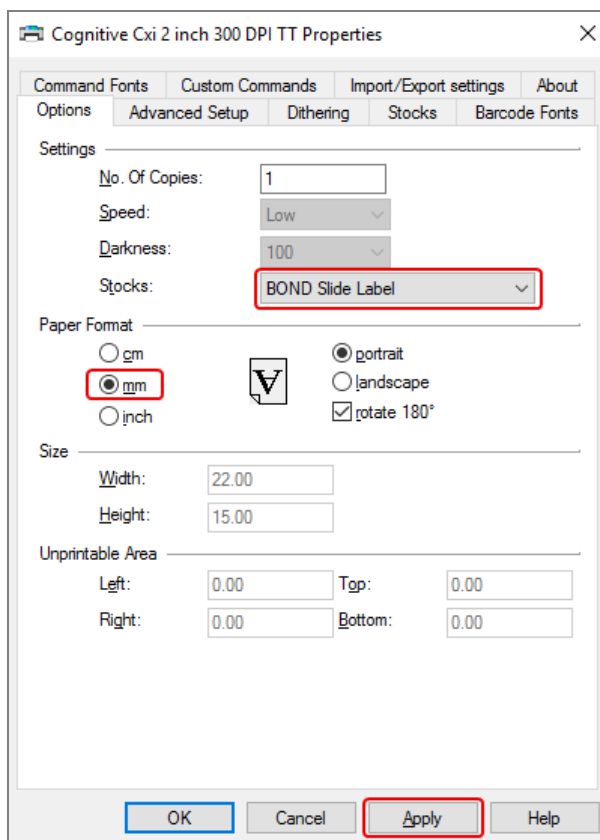 Cognitive Cxi 2 inch 300 DPI TT Properties
Command Fonts Custom Commands Import/Export settings About
Options Advanced Setup Dithering Stocks Barcode Fonts
Settings
No. Of Copies: 1
Speed: Low
Darkness: 100
Stocks: BOND Slide Label
Paper Format
cm portrait
mm landscape
inch rotate 180°
Size
Width: 22.00
Height: 15.00
Unprintable Area
Left: 0.00 Top: 0.00
Right: 0.00 Bottom: 0.00
OK Cancel Apply Help